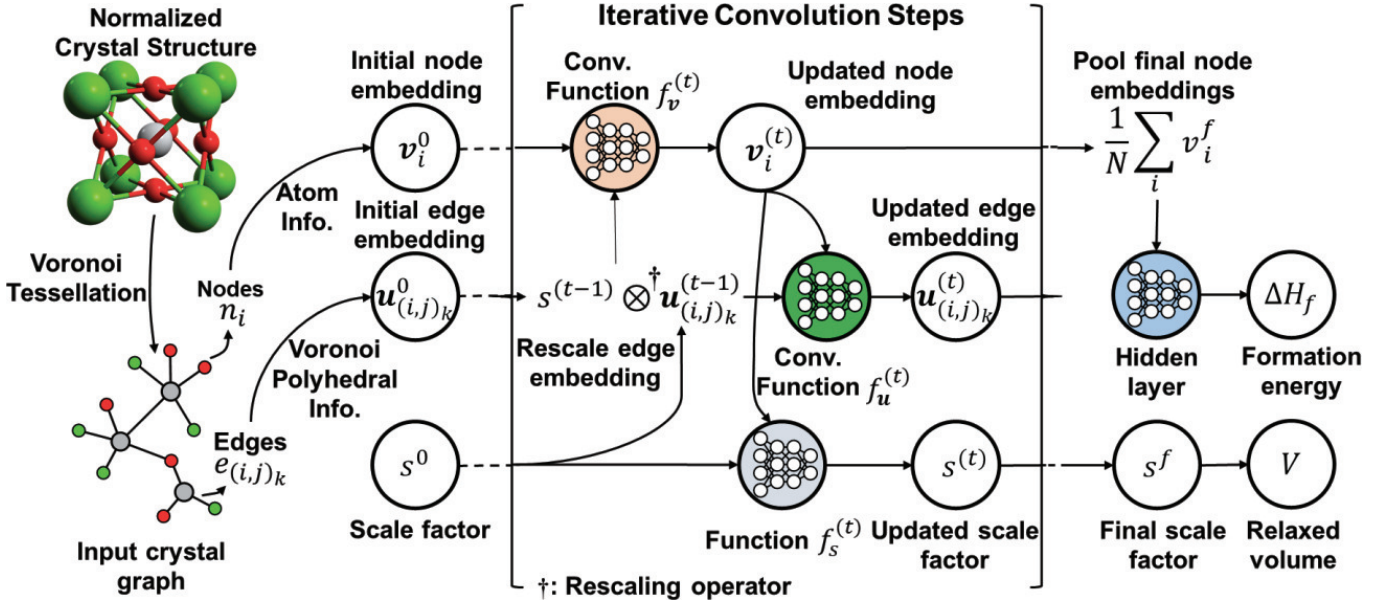 Normalized
Crystal Structure
Voronoi
Tessellation
Nodes
n_i
Edges
e_{(i,j)_k}
Input crystal
graph
Atom
Info.
Voronoi
Polyhedral
Info.
Initial node
embedding
v_i^0
Initial edge
embedding
u_{(i,j)_k}^0
s^0
Scale factor
Iterative Convolution Steps
Conv.
Function f_v^{(t)}
Updated node
embedding
v_i^{(t)}
s^{(t-1)} ⊗† u_{(i,j)_k}^{(t-1)}
Rescale edge
embedding
Conv.
Function f_u^{(t)}
Updated edge
embedding
u_{(i,j)_k}^{(t)}
Function f_s^{(t)}
s^{(t)}
Updated scale
factor
†: Rescaling operator
Pool final node
embeddings
1/N ∑_i v_i^f
Hidden
layer
ΔH_f
Formation
energy
s^f
Final scale
factor
V
Relaxed
volume